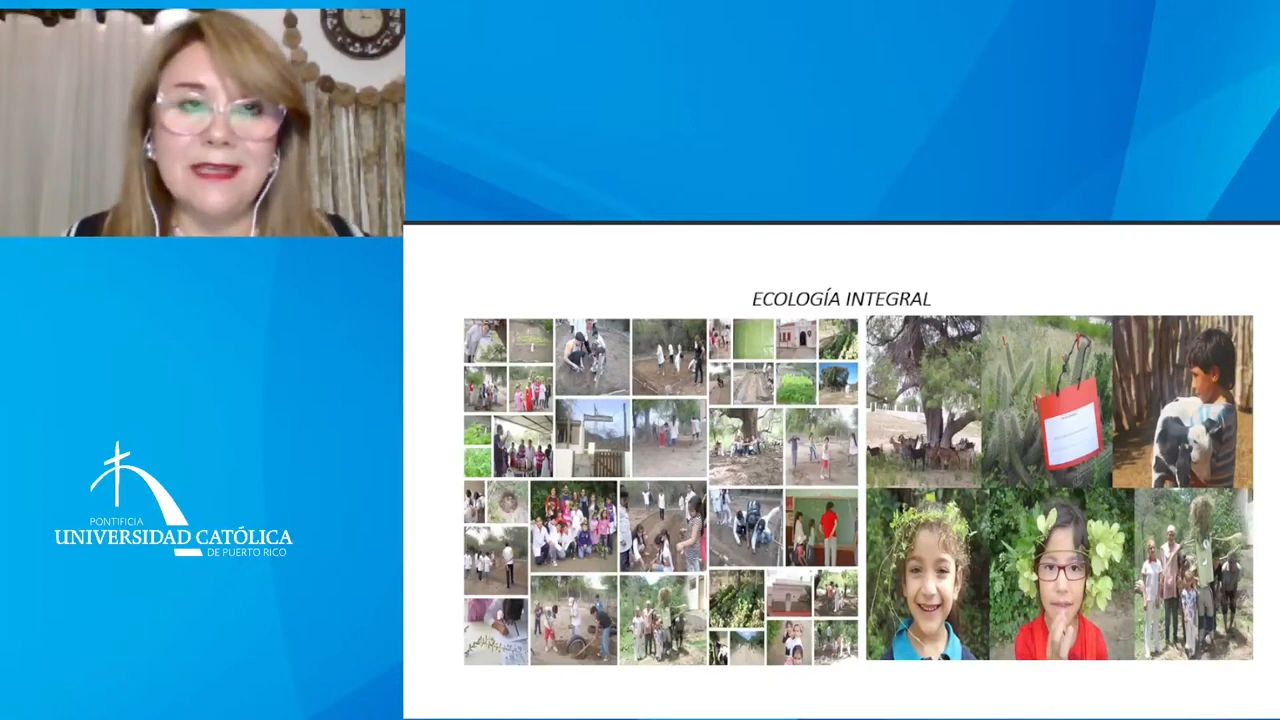 ECOLOGÍA INTEGRAL
PONTIFICIA
UNIVERSIDAD CATÓLICA
DE PUERTO RICO